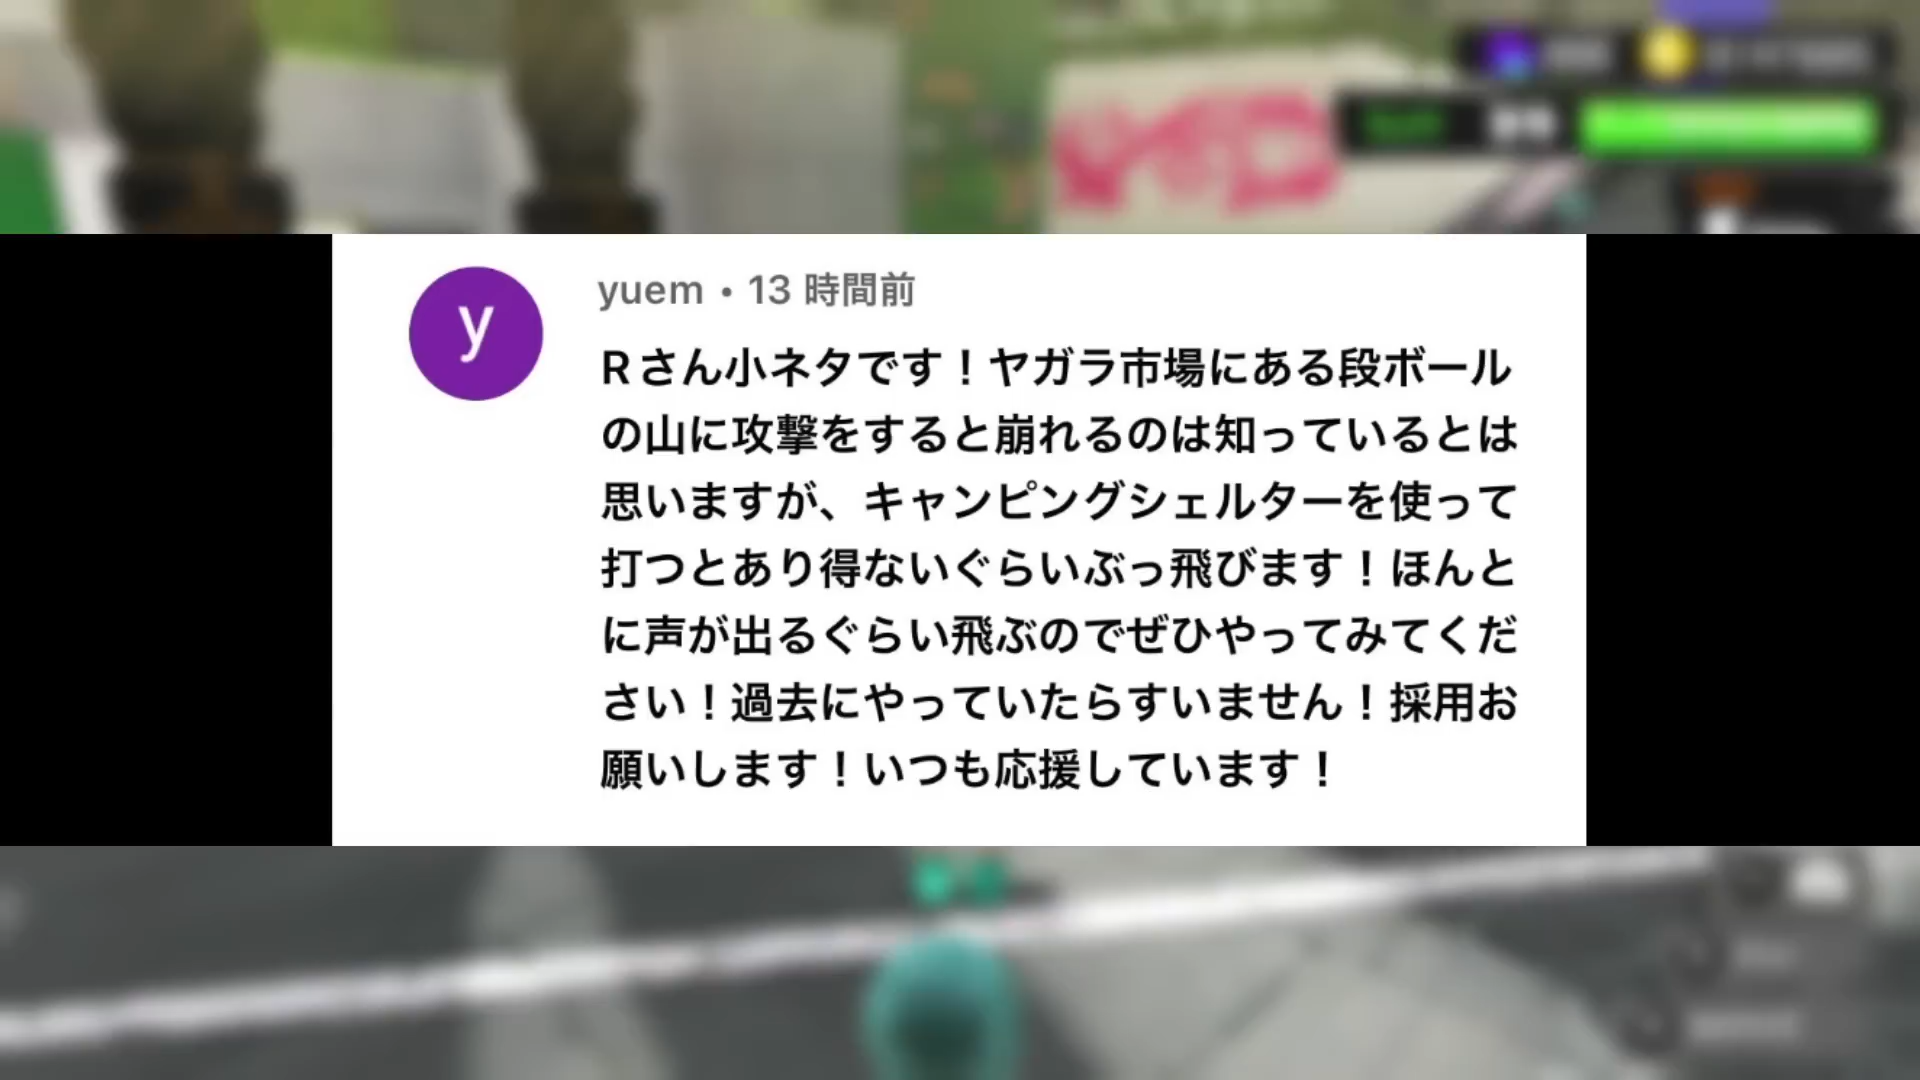 y
yuem • 13 時間前
Rさん小ネタです！ヤガラ市場にある段ボール
の山に攻撃をすると崩れるのは知っているとは
思いますが、キャンピングシェルターを使って
打つとあり得ないぐらいぶっ飛びます！ほんと
に声が出るぐらい飛ぶのでぜひやってみてくだ
さい！過去にやっていたらすいません！採用お
願いします！いつも応援しています！